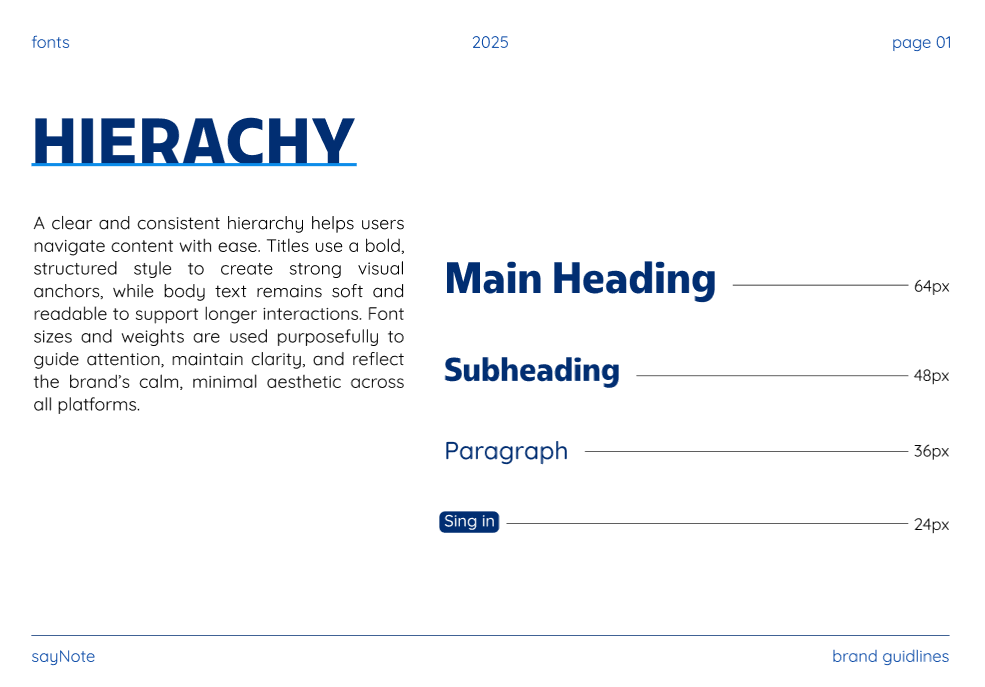 fonts
2025
page 01
HIERACHY
A clear and consistent hierarchy helps users
navigate content with ease. Titles use a bold,
structured style to create strong visual
anchors, while body text remains soft and
readable to support longer interactions. Font
sizes and weights are used purposefully to
guide attention, maintain clarity, and reflect
the brand’s calm, minimal aesthetic across
all platforms.
Main Heading
64px
Subheading
48px
Paragraph
36px
Sing in
24px
sayNote
brand guidlines